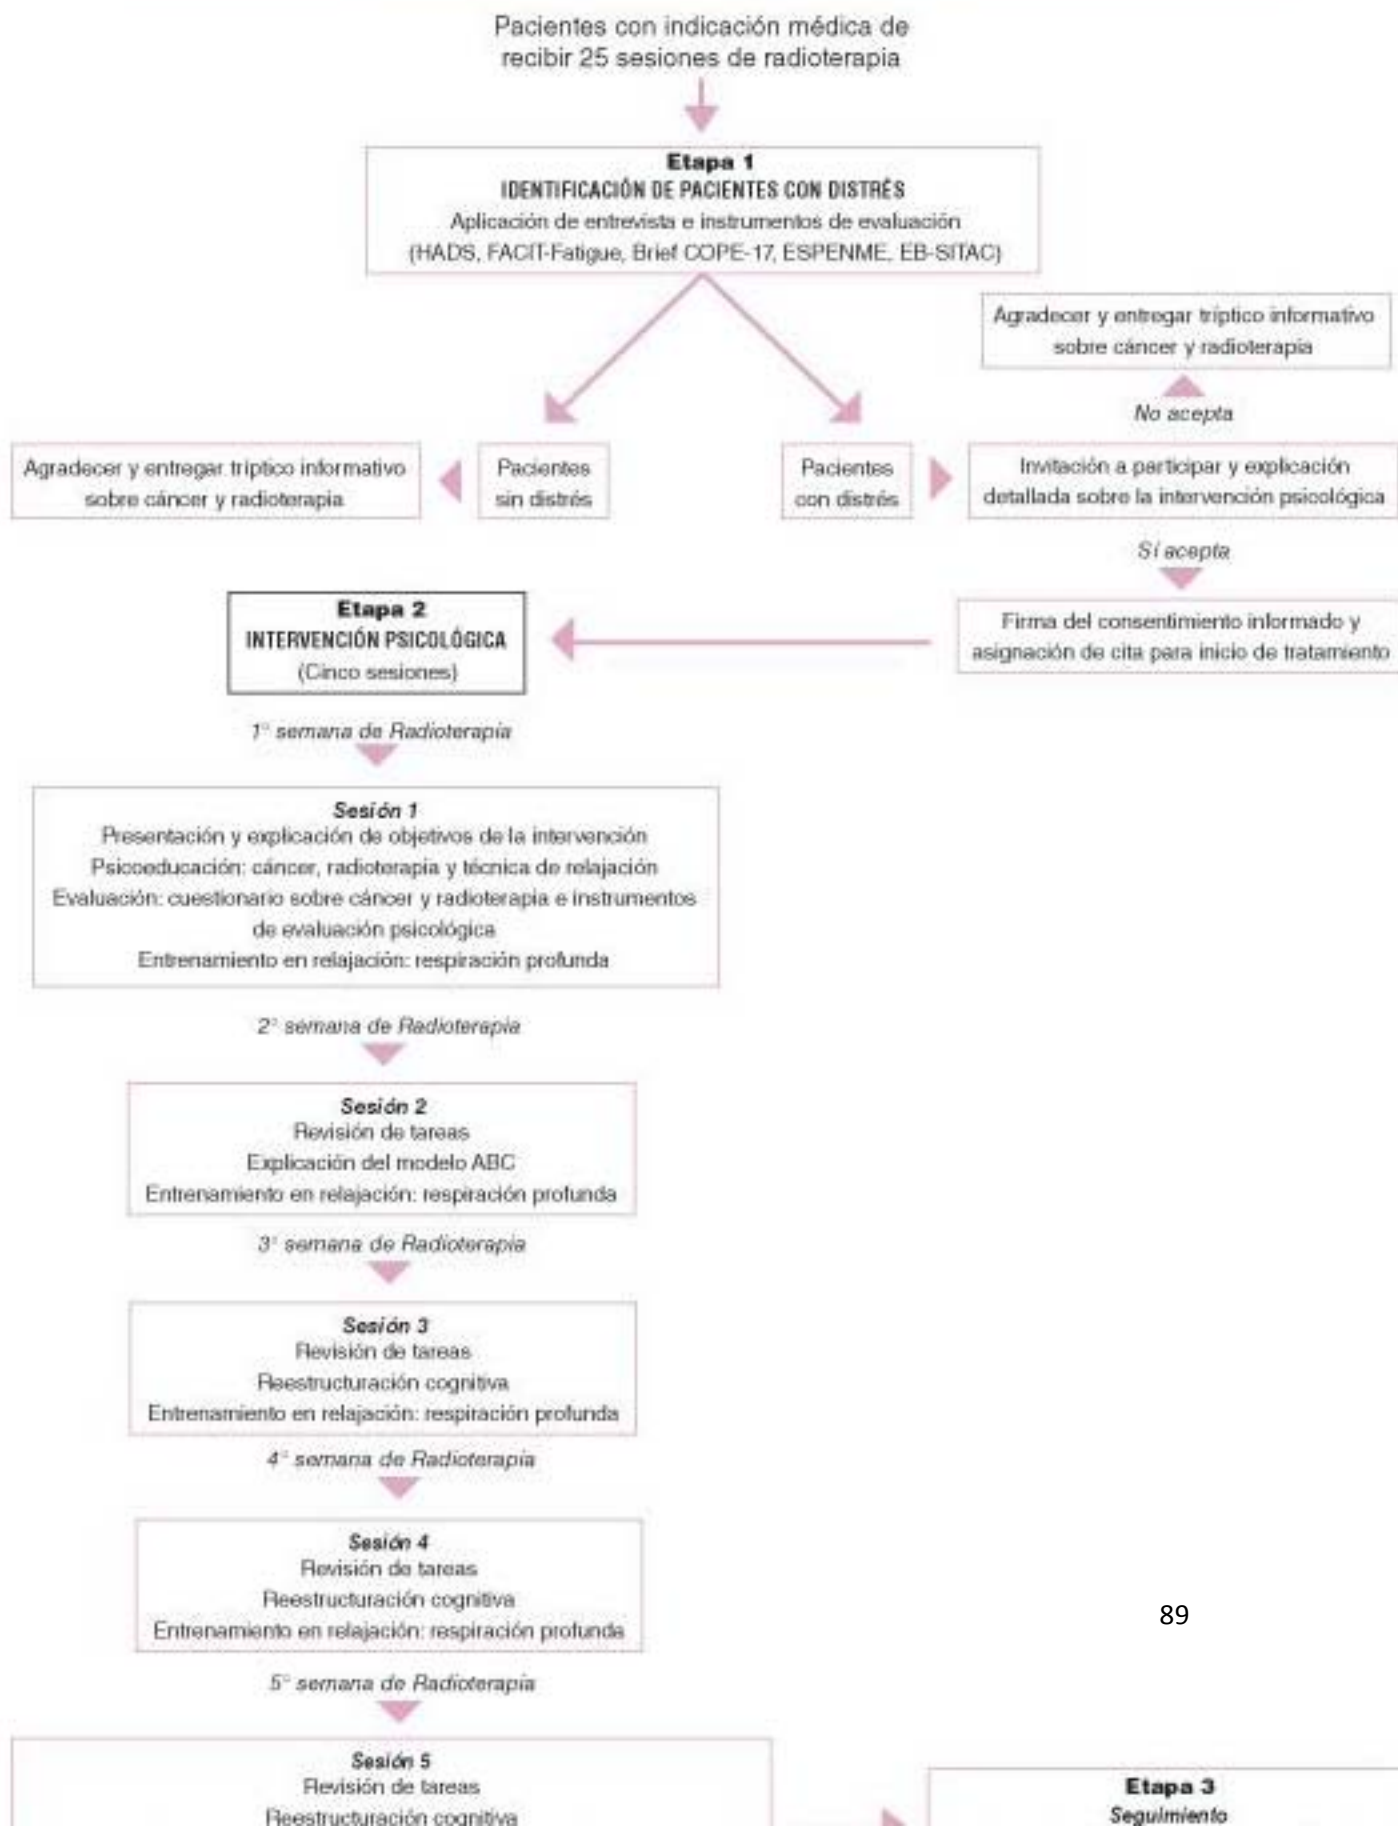 Pacientes con indicación médica de
recibir 25 sesiones de radioterapia
Etapa 1
IDENTIFICACIÓN DE PACIENTES CON DISTRÉS
Aplicación de entrevista e instrumentos de evaluación
(HADS, FACIT-Fatigue, Brief COPE-17, ESPENME, EB-SITAC)
Agradecer y entregar tríptico informativo
sobre cáncer y radioterapia
No acepta
Agradecer y entregar tríptico informativo
sobre cáncer y radioterapia
Pacientes
sin distrés
Pacientes
con distrés
Invitación a participar y explicación
detallada sobre la intervención psicológica
Sí acepta
Firma del consentimiento informado y
asignación de cita para inicio de tratamiento
Etapa 2
INTERVENCIÓN PSICOLÓGICA
(Cinco sesiones)
1° semana de Radioterapia
Sesión 1
Presentación y explicación de objetivos de la intervención
Psicoeducación: cáncer, radioterapia y técnica de relajación
Evaluación: cuestionario sobre cáncer y radioterapia e instrumentos
de evaluación psicológica
Entrenamiento en relajación: respiración profunda
2° semana de Radioterapia
Sesión 2
Revisión de tareas
Explicación del modelo ABC
Entrenamiento en relajación: respiración profunda
3° semana de Radioterapia
Sesión 3
Revisión de tareas
Reestructuración cognitiva
Entrenamiento en relajación: respiración profunda
4° semana de Radioterapia
Sesión 4
Revisión de tareas
Reestructuración cognitiva
Entrenamiento en relajación: respiración profunda
89
5° semana de Radioterapia
Sesión 5
Revisión de tareas
Reestructuración cognitiva
Etapa 3
Seguimiento